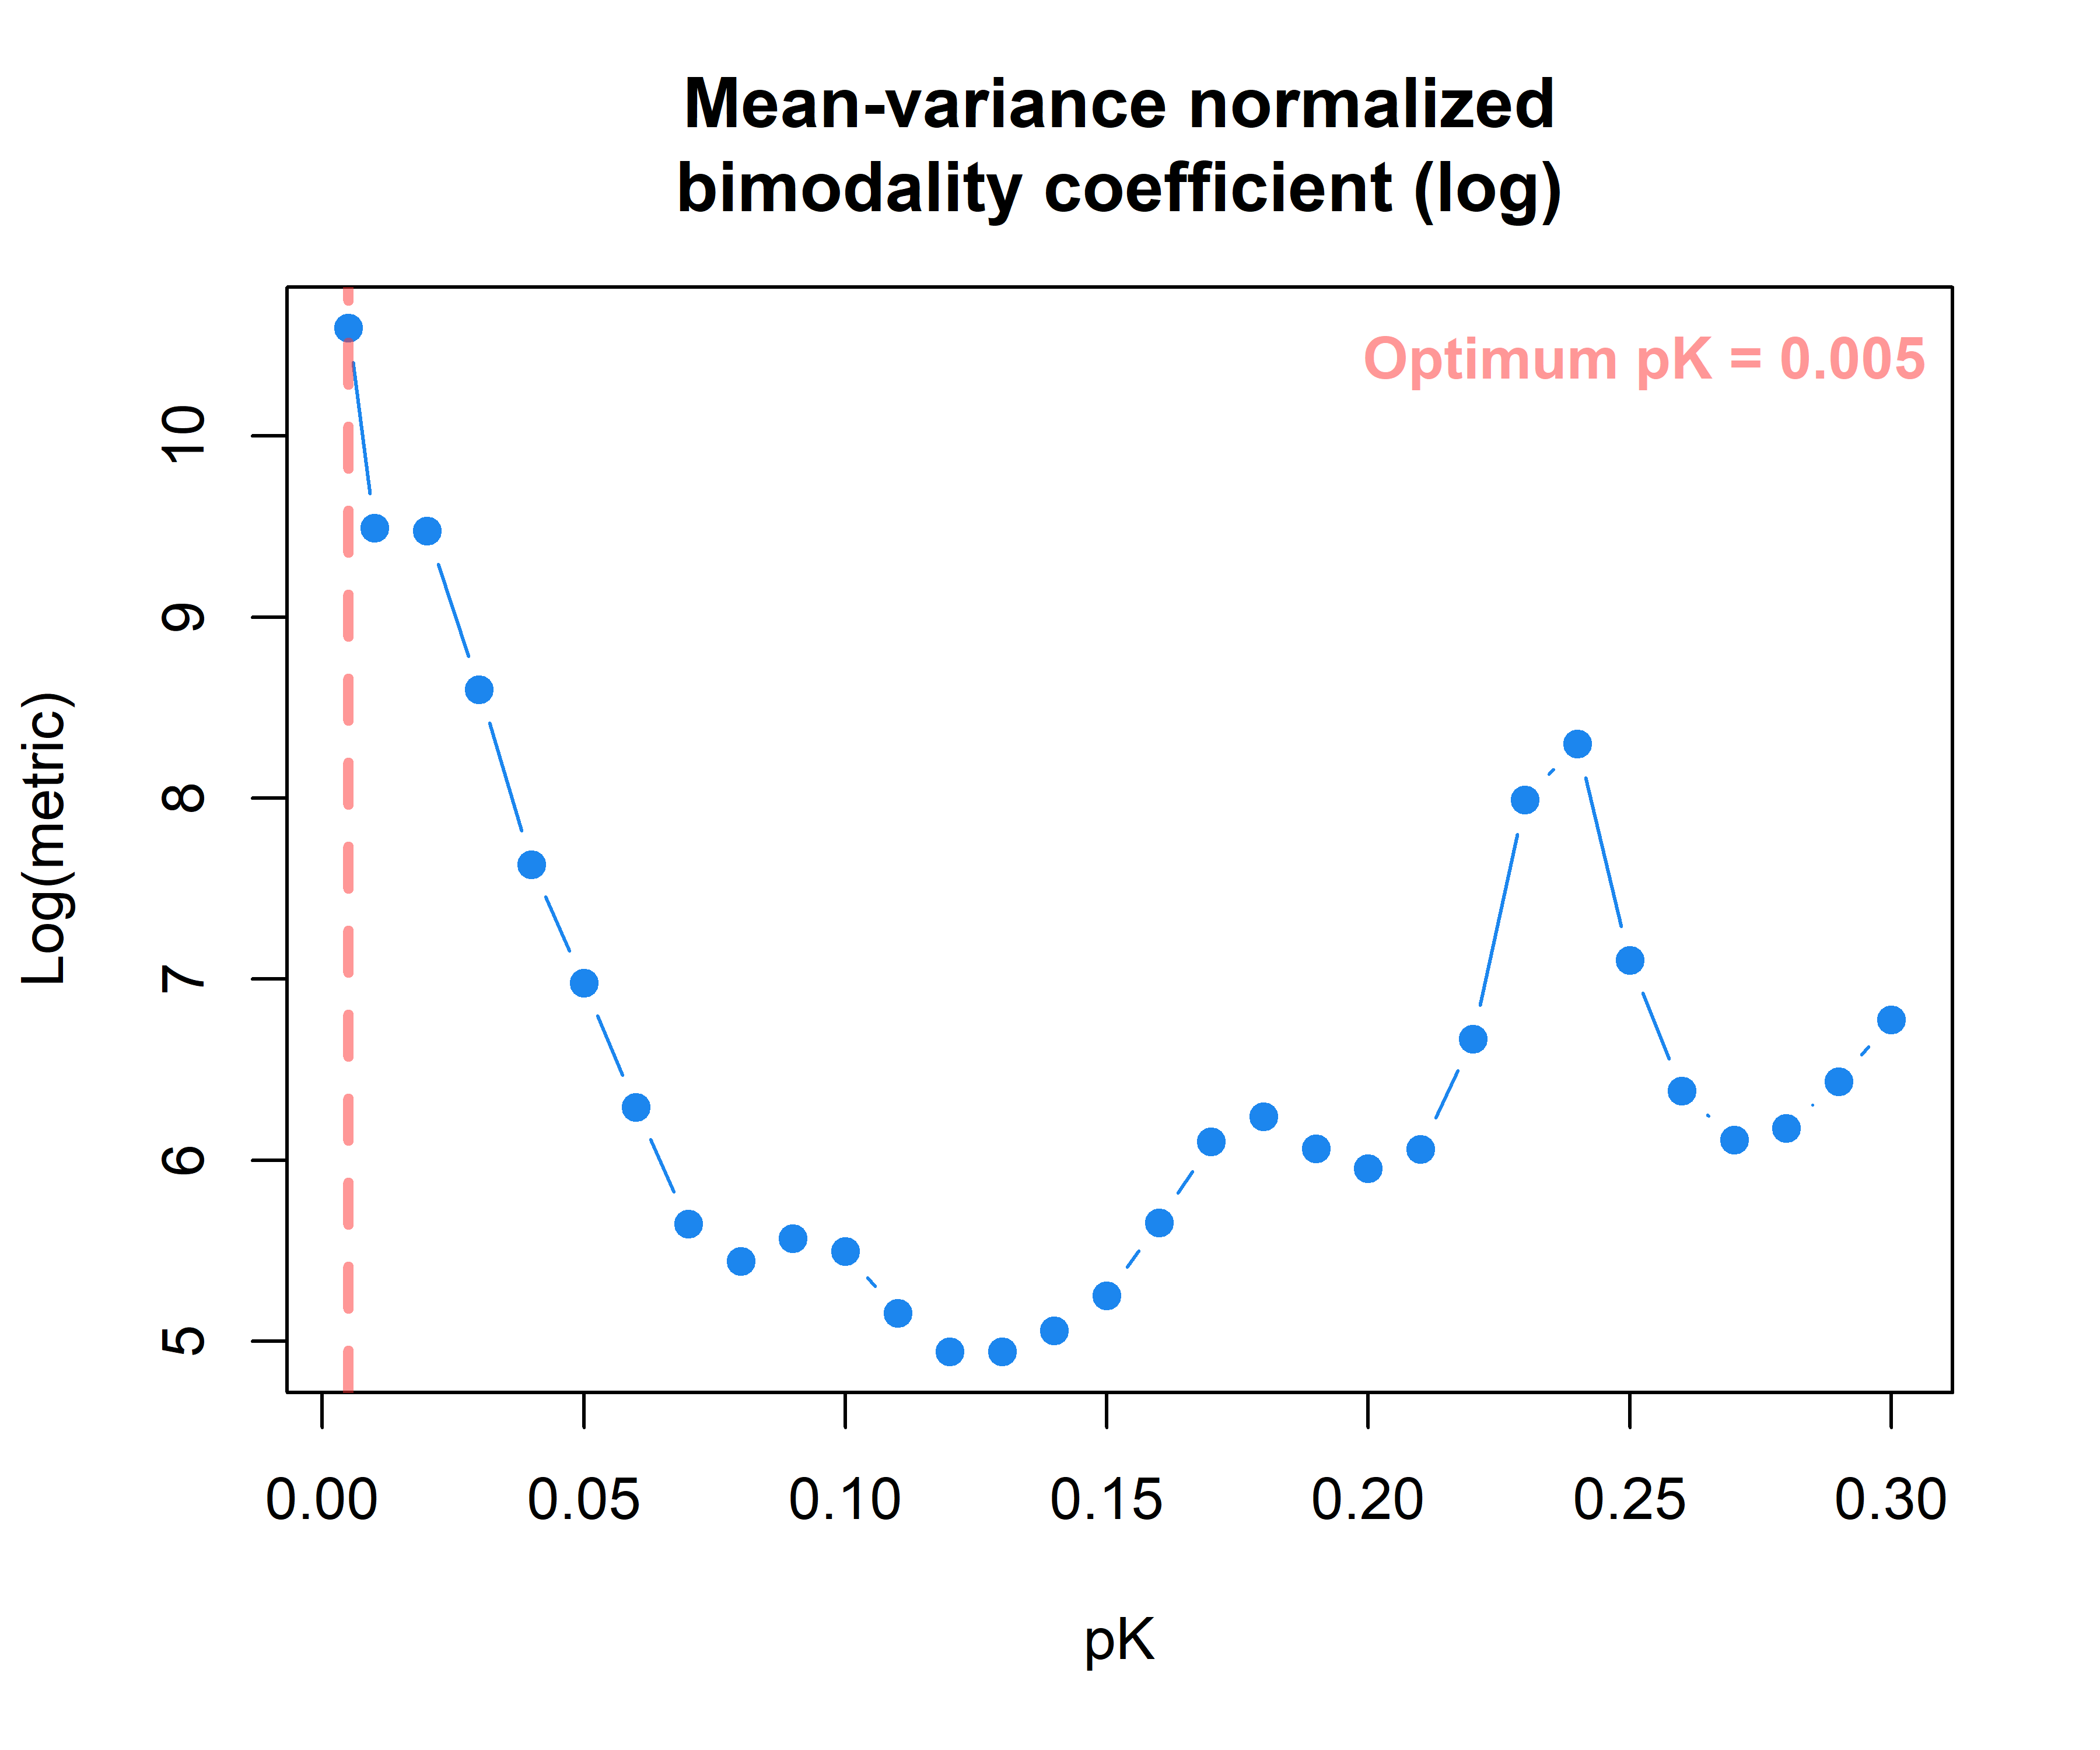 Mean-variance normalized
bimodality coefficient (log)
Optimum pK = 0.005
Log(metric)
10
9
8
7
6
5
0.00 0.05 0.10 0.15 0.20 0.25 0.30
pK